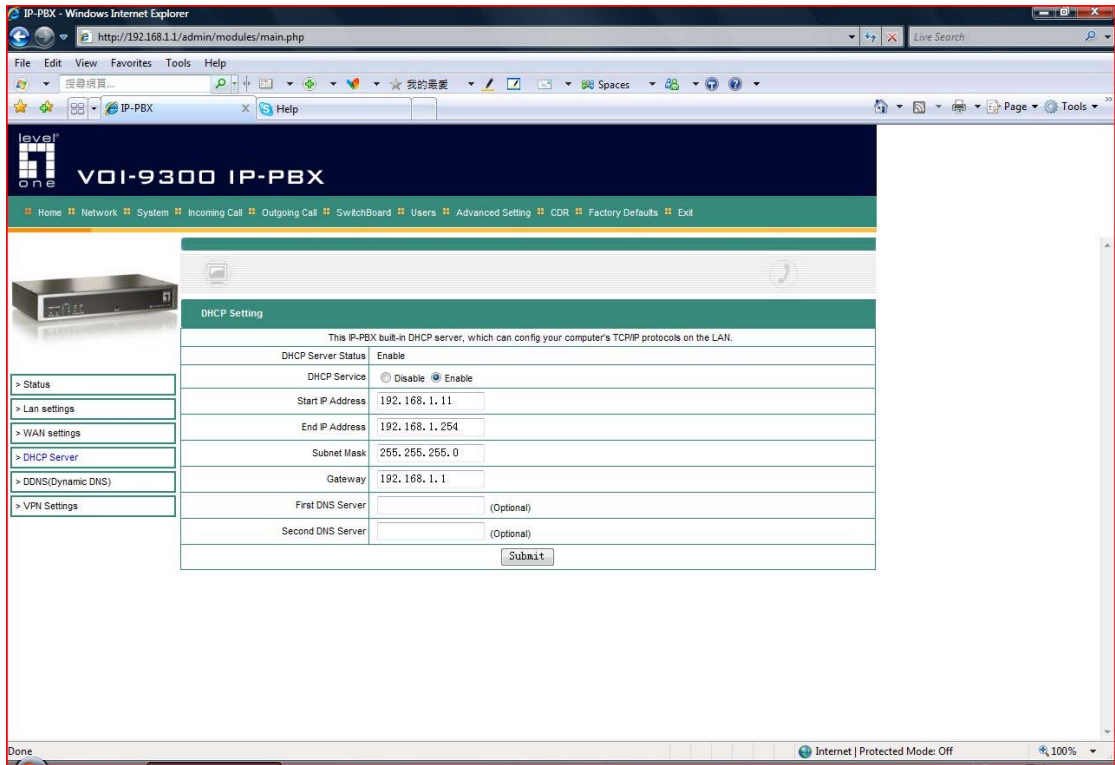 IP-PBX - Windows Internet Explorer
http://192.168.1.1/admin/modules/main.php
Live Search
File Edit View Favorites Tools Help
搜尋網頁...
我的最愛
Spaces
IP-PBX
Help
Page
Tools
level
one
VOI-9300 IP-PBX
Home Network System Incoming Call Outgoing Call SwitchBoard Users Advanced Setting CDR Factory Defaults Exit
> Status
> Lan settings
> WAN settings
> DHCP Server
> DDNS(Dynamic DNS)
> VPN Settings
DHCP Setting
This IP-PBX built-in DHCP server, which can config your computer's TCP/IP protocols on the LAN.
DHCP Server Status Enable
DHCP Service Disable Enable
Start IP Address 192.168.1.11
End IP Address 192.168.1.254
Subnet Mask 255.255.255.0
Gateway 192.168.1.1
First DNS Server (Optional)
Second DNS Server (Optional)
Submit
Done
Internet | Protected Mode: Off
100%